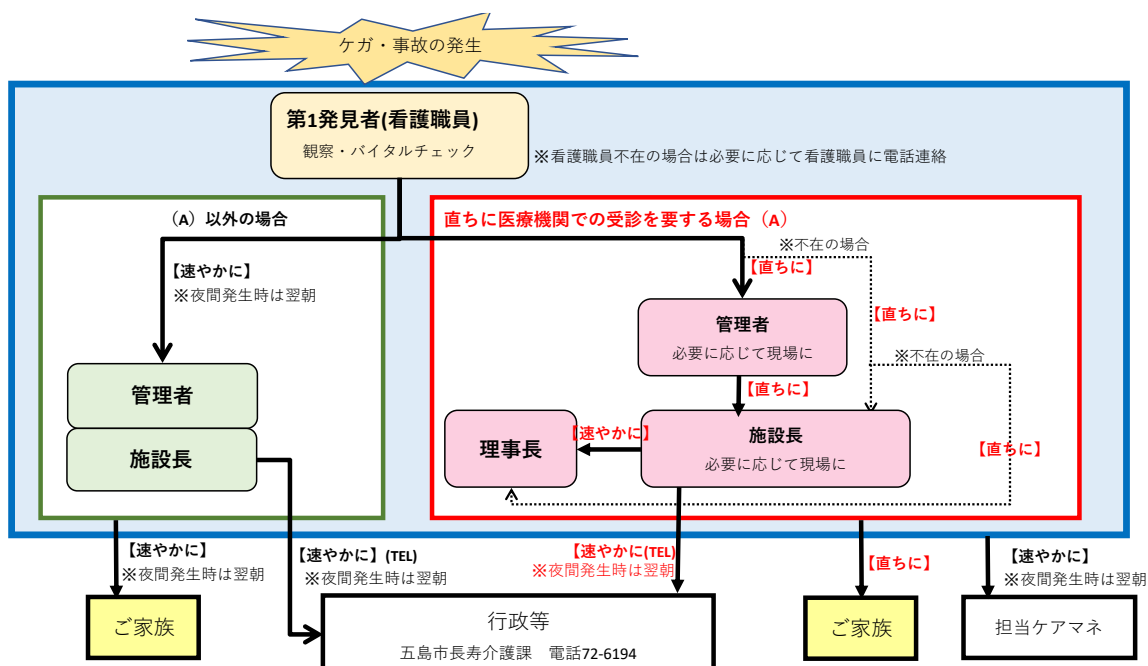 ケガ・事故の発生
第1発見者(看護職員)
観察・バイタルチェック
※看護職員不在の場合は必要に応じて看護職員に電話連絡
（A）以外の場合
【速やかに】
※夜間発生時は翌朝
管理者
施設長
直ちに医療機関での受診を要する場合（A）
※不在の場合
【直ちに】
【直ちに】
管理者
必要に応じて現場に
※不在の場合
【直ちに】
理事長
【速やかに】
施設長
必要に応じて現場に
【直ちに】
【速やかに】
※夜間発生時は翌朝
【速やかに】(TEL)
※夜間発生時は翌朝
【速やかに(TEL)
※夜間発生時は翌朝
【直ちに】
【速やかに】
※夜間発生時は翌朝
ご家族
行政等
五島市長寿介護課　電話72-6194
ご家族
担当ケアマネ